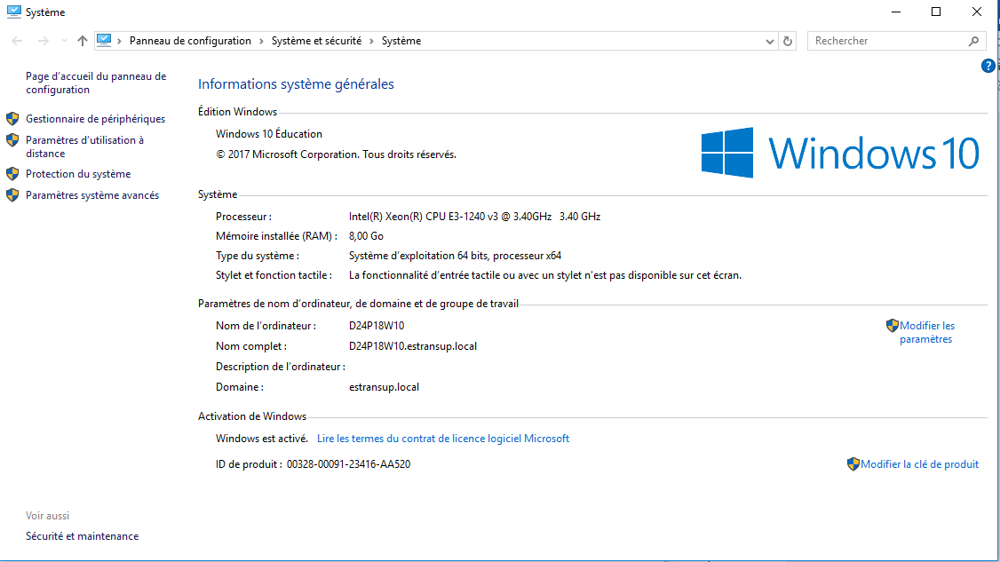 Système
Panneau de configuration > Système et sécurité > Système
Rechercher
?
Page d'accueil du panneau de
configuration
Gestionnaire de périphériques
Paramètres d'utilisation à
distance
Protection du système
Paramètres système avancés
Informations système générales
Édition Windows
Windows 10 Éducation
© 2017 Microsoft Corporation. Tous droits réservés.
Windows 10
Système
Processeur : Intel(R) Xeon(R) CPU E3-1240 v3 @ 3.40GHz 3.40 GHz
Mémoire installée (RAM) : 8,00 Go
Type du système : Système d'exploitation 64 bits, processeur x64
Stylet et fonction tactile : La fonctionnalité d'entrée tactile ou avec un stylet n'est pas disponible sur cet écran.
Paramètres de nom d'ordinateur, de domaine et de groupe de travail
Nom de l'ordinateur : D24P18W10
Nom complet : D24P18W10.estransup.local
Description de l'ordinateur :
Domaine : estransup.local
Modifier les
paramètres
Activation de Windows
Windows est activé. Lire les termes du contrat de licence logiciel Microsoft
ID de produit : 00328-00091-23416-AA520
Modifier la clé de produit
Voir aussi
Sécurité et maintenance